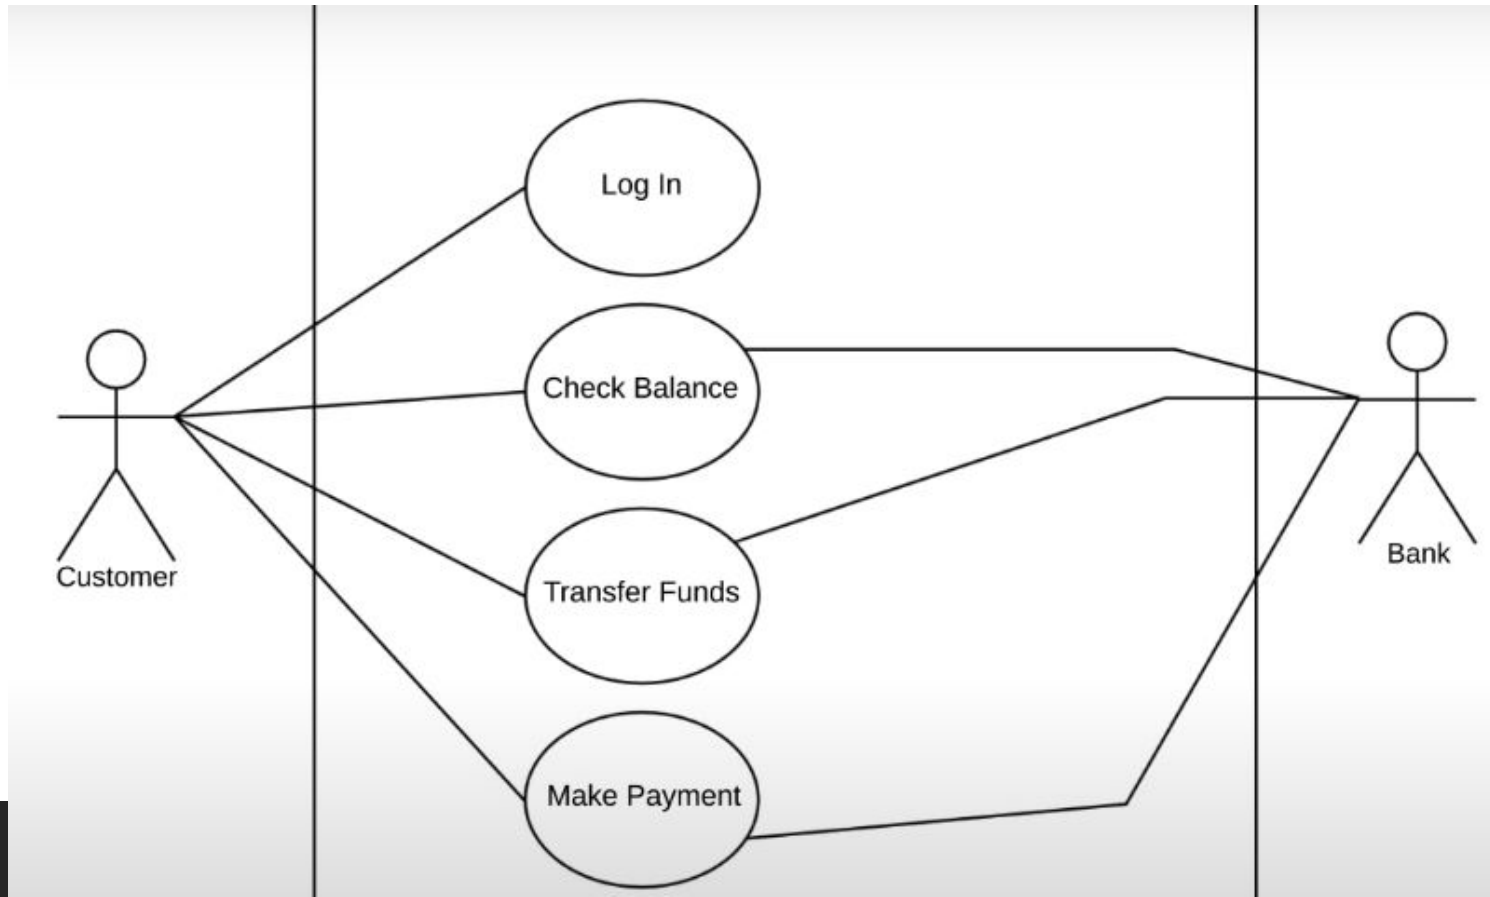 Log In
Check Balance
Transfer Funds
Make Payment
Customer
Bank